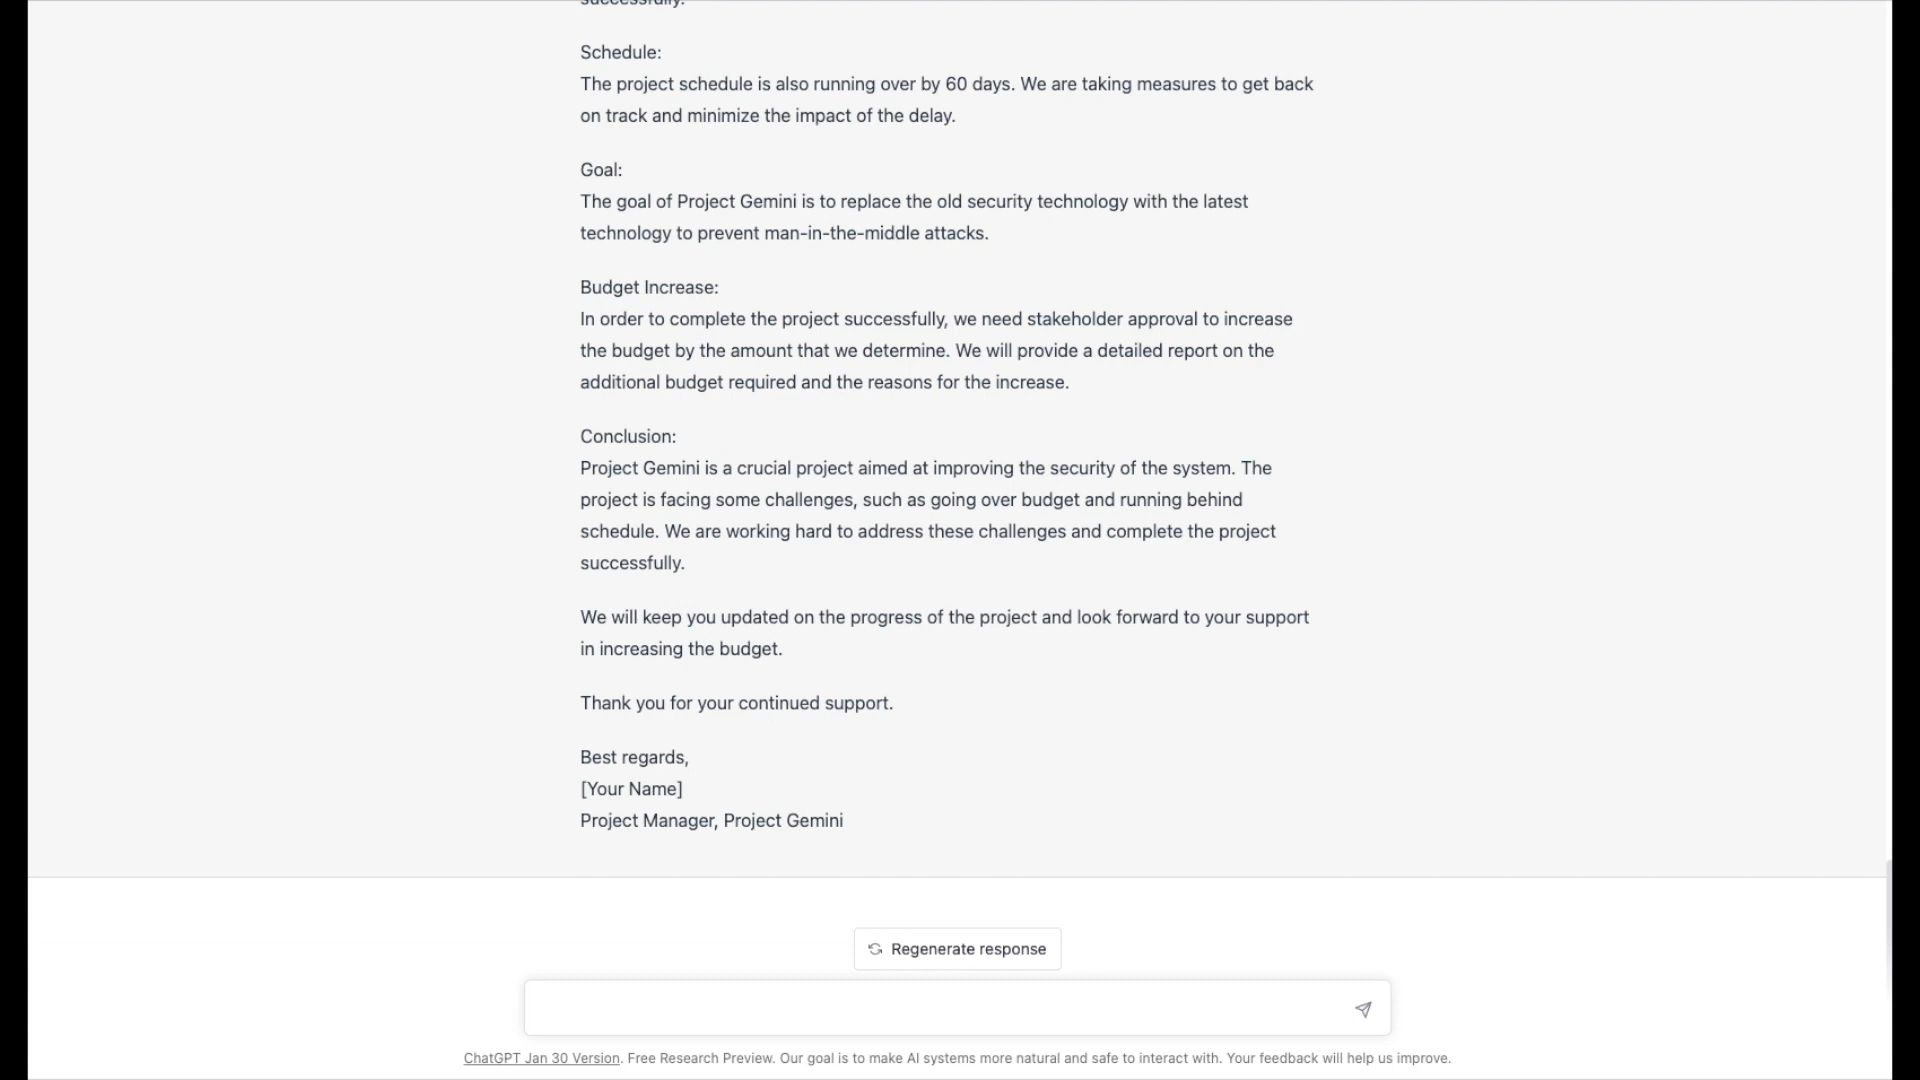 successfully.
Schedule:
The project schedule is also running over by 60 days. We are taking measures to get back
on track and minimize the impact of the delay.
Goal:
The goal of Project Gemini is to replace the old security technology with the latest
technology to prevent man-in-the-middle attacks.
Budget Increase:
In order to complete the project successfully, we need stakeholder approval to increase
the budget by the amount that we determine. We will provide a detailed report on the
additional budget required and the reasons for the increase.
Conclusion:
Project Gemini is a crucial project aimed at improving the security of the system. The
project is facing some challenges, such as going over budget and running behind
schedule. We are working hard to address these challenges and complete the project
successfully.
We will keep you updated on the progress of the project and look forward to your support
in increasing the budget.
Thank you for your continued support.
Best regards,
[Your Name]
Project Manager, Project Gemini
Regenerate response
ChatGPT Jan 30 Version. Free Research Preview. Our goal is to make AI systems more natural and safe to interact with. Your feedback will help us improve.